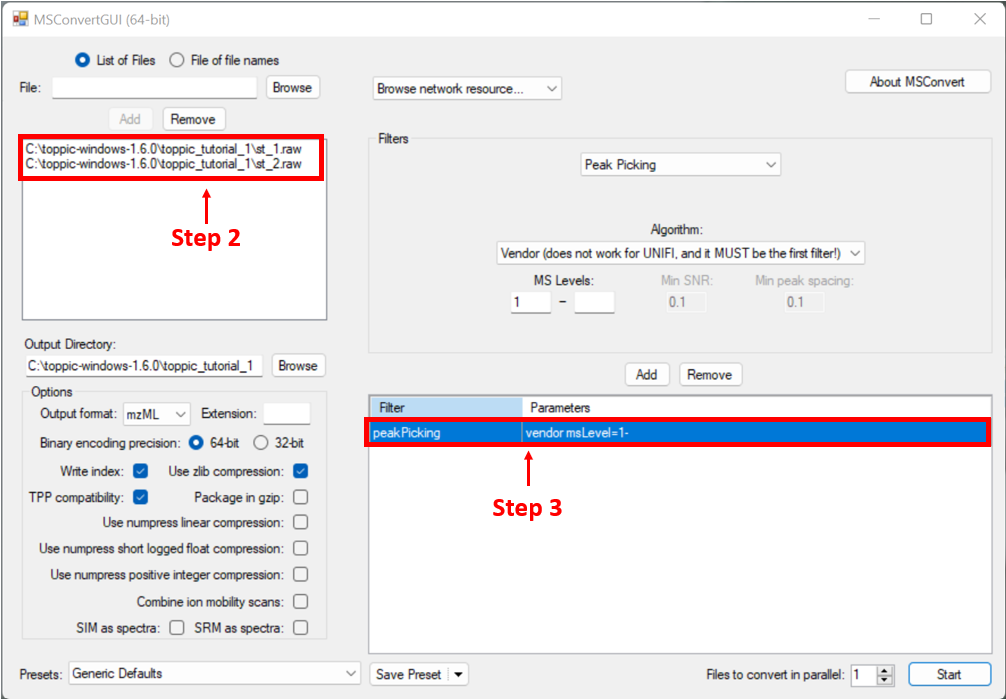 MSConvertGUI (64-bit)
List of Files File of file names
File: Browse
Add Remove
C:\toppic-windows-1.6.0\toppic_tutorial_1\st_1.raw
C:\toppic-windows-1.6.0\toppic_tutorial_1\st_2.raw
Step 2
Output Directory:
C:\toppic-windows-1.6.0\toppic_tutorial_1 Browse
Options
Output format: mzML Extension:
Binary encoding precision: 64-bit 32-bit
Write index: Use zlib compression:
TPP compatibility: Package in gzip:
Use numpress linear compression:
Use numpress short logged float compression:
Use numpress positive integer compression:
Combine ion mobility scans:
SIM as spectra: SRM as spectra:
Presets: Generic Defaults Save Preset
Browse network resource... About MSConvert
Filters
Peak Picking
Algorithm:
Vendor (does not work for UNIFI, and it MUST be the first filter!)
MS Levels: Min SNR: Min peak spacing:
1 – 0.1 0.1
Add Remove
Filter Parameters
peakPicking vendor msLevel=1-
Step 3
Files to convert in parallel: 1 Start